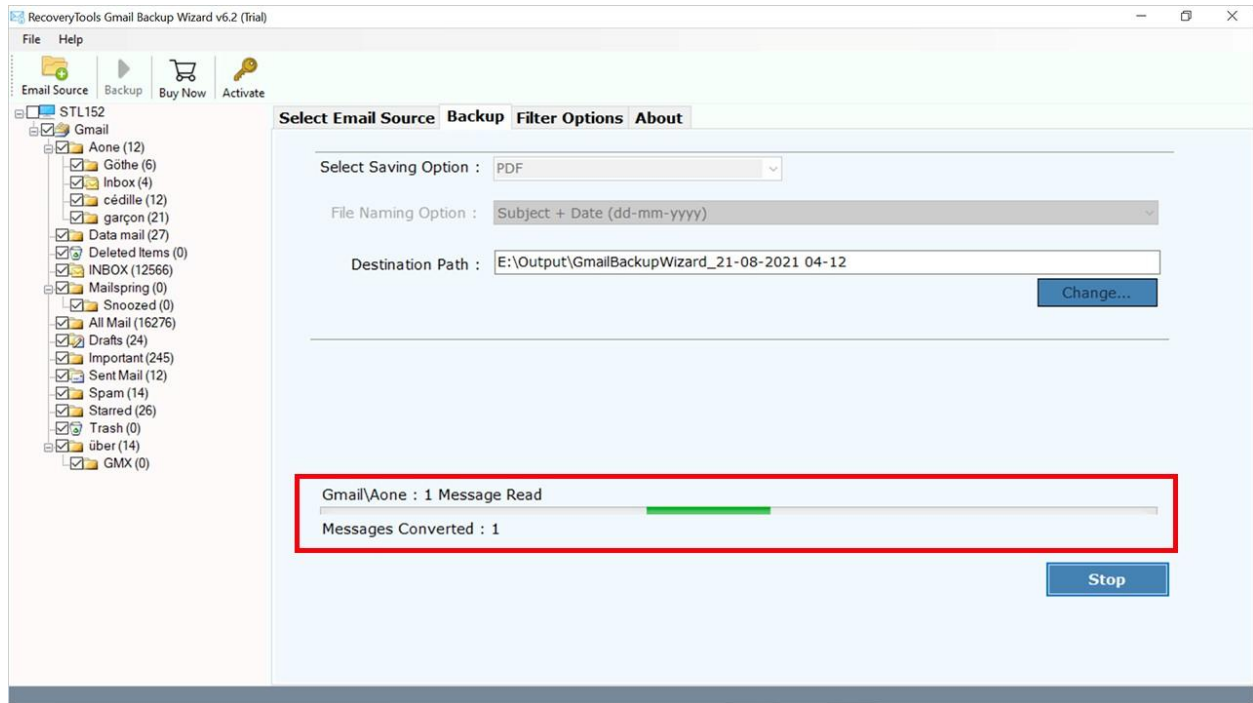 RecoveryTools Gmail Backup Wizard v6.2 (Trial)
File Help
Email Source Backup Buy Now Activate
STL152
Gmail
Aone (12)
Göthe (6)
Inbox (4)
cédille (12)
garçon (21)
Data mail (27)
Deleted Items (0)
INBOX (12566)
Mailspring (0)
Snoozed (0)
All Mail (16276)
Drafts (24)
Important (245)
Sent Mail (12)
Spam (14)
Starred (26)
Trash (0)
über (14)
GMX (0)
Select Email Source Backup Filter Options About
Select Saving Option : PDF
File Naming Option : Subject + Date (dd-mm-yyyy)
Destination Path : E:\Output\GmailBackupWizard_21-08-2021 04-12
Change...
Gmail\Aone : 1 Message Read
Messages Converted : 1
Stop